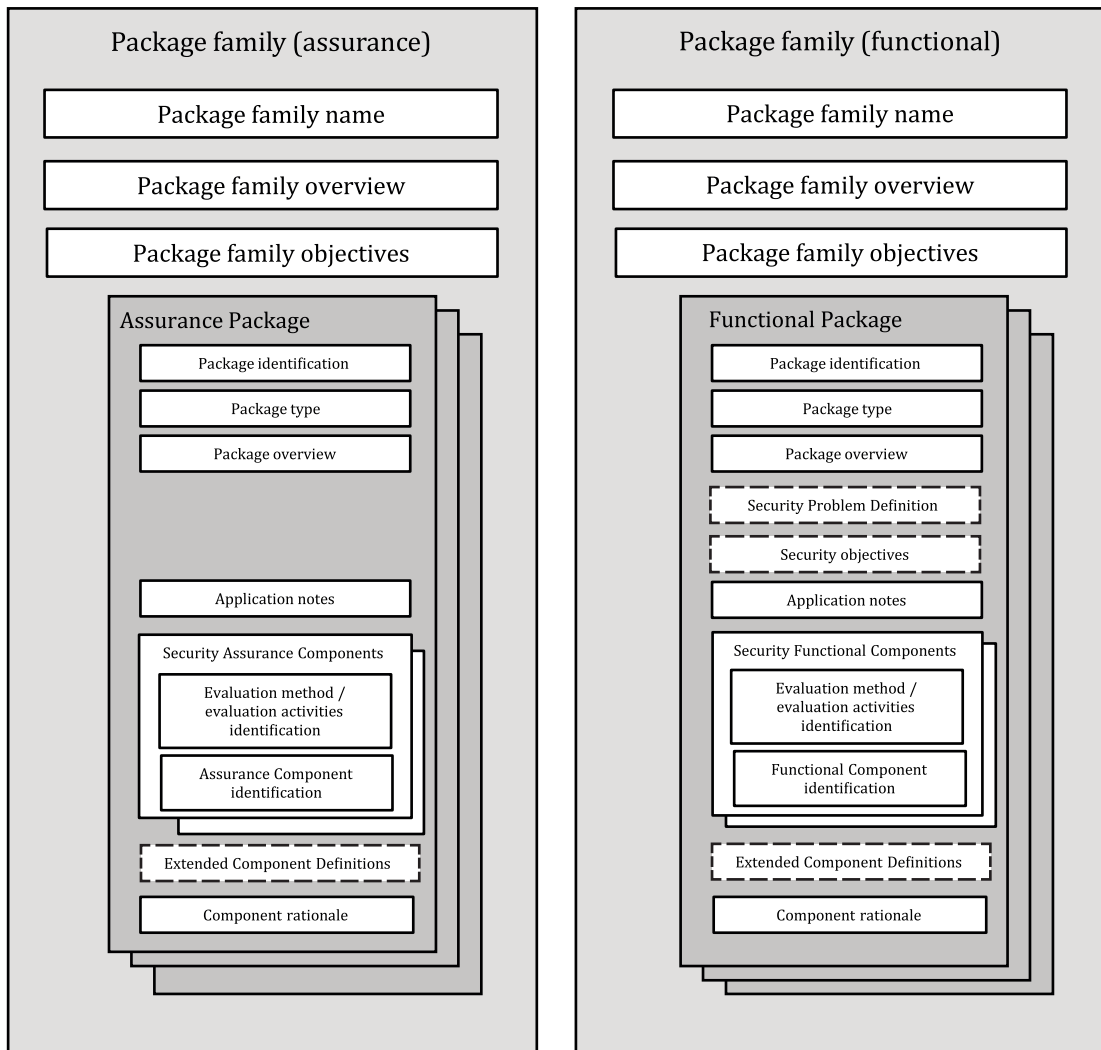 Package family (assurance)
Package family name
Package family overview
Package family objectives
Assurance Package
Package identification
Package type
Package overview
Application notes
Security Assurance Components
Evaluation method /
evaluation activities
identification
Assurance Component
identification
Extended Component Definitions
Component rationale
Package family (functional)
Package family name
Package family overview
Package family objectives
Functional Package
Package identification
Package type
Package overview
Security Problem Definition
Security objectives
Application notes
Security Functional Components
Evaluation method /
evaluation activities
identification
Functional Component
identification
Extended Component Definitions
Component rationale